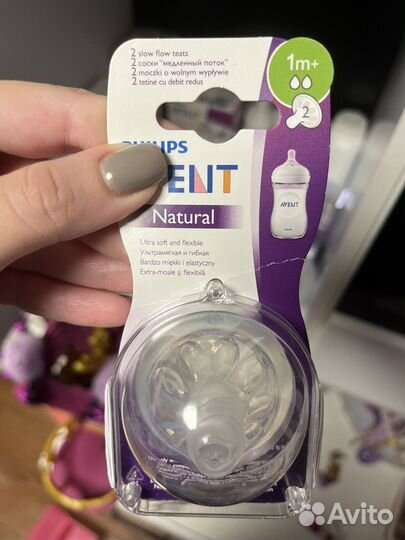 2 slow flow teats
2 соски "медленный поток"
2 moczki o wolnym wypływie
2 tetine cu debit redus
1m+
2
PHILIPS
AVENT
Natural
AVENT
Ultra soft and flexible
Ультрамягкая и гибкая
Bardzo miękki i elastyczny
Extra-moale și flexibilă
Avito